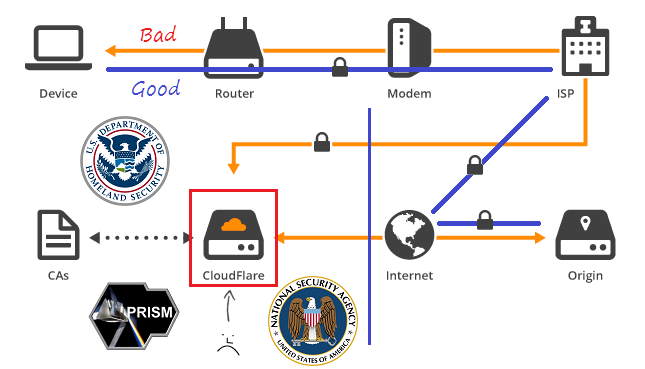 Bad
Good
Device
Router
Modem
ISP
U.S. DEPARTMENT OF
HOMELAND SECURITY
CAs
CloudFlare
Internet
Origin
PRISM
NATIONAL SECURITY AGENCY
UNITED STATES OF AMERICA